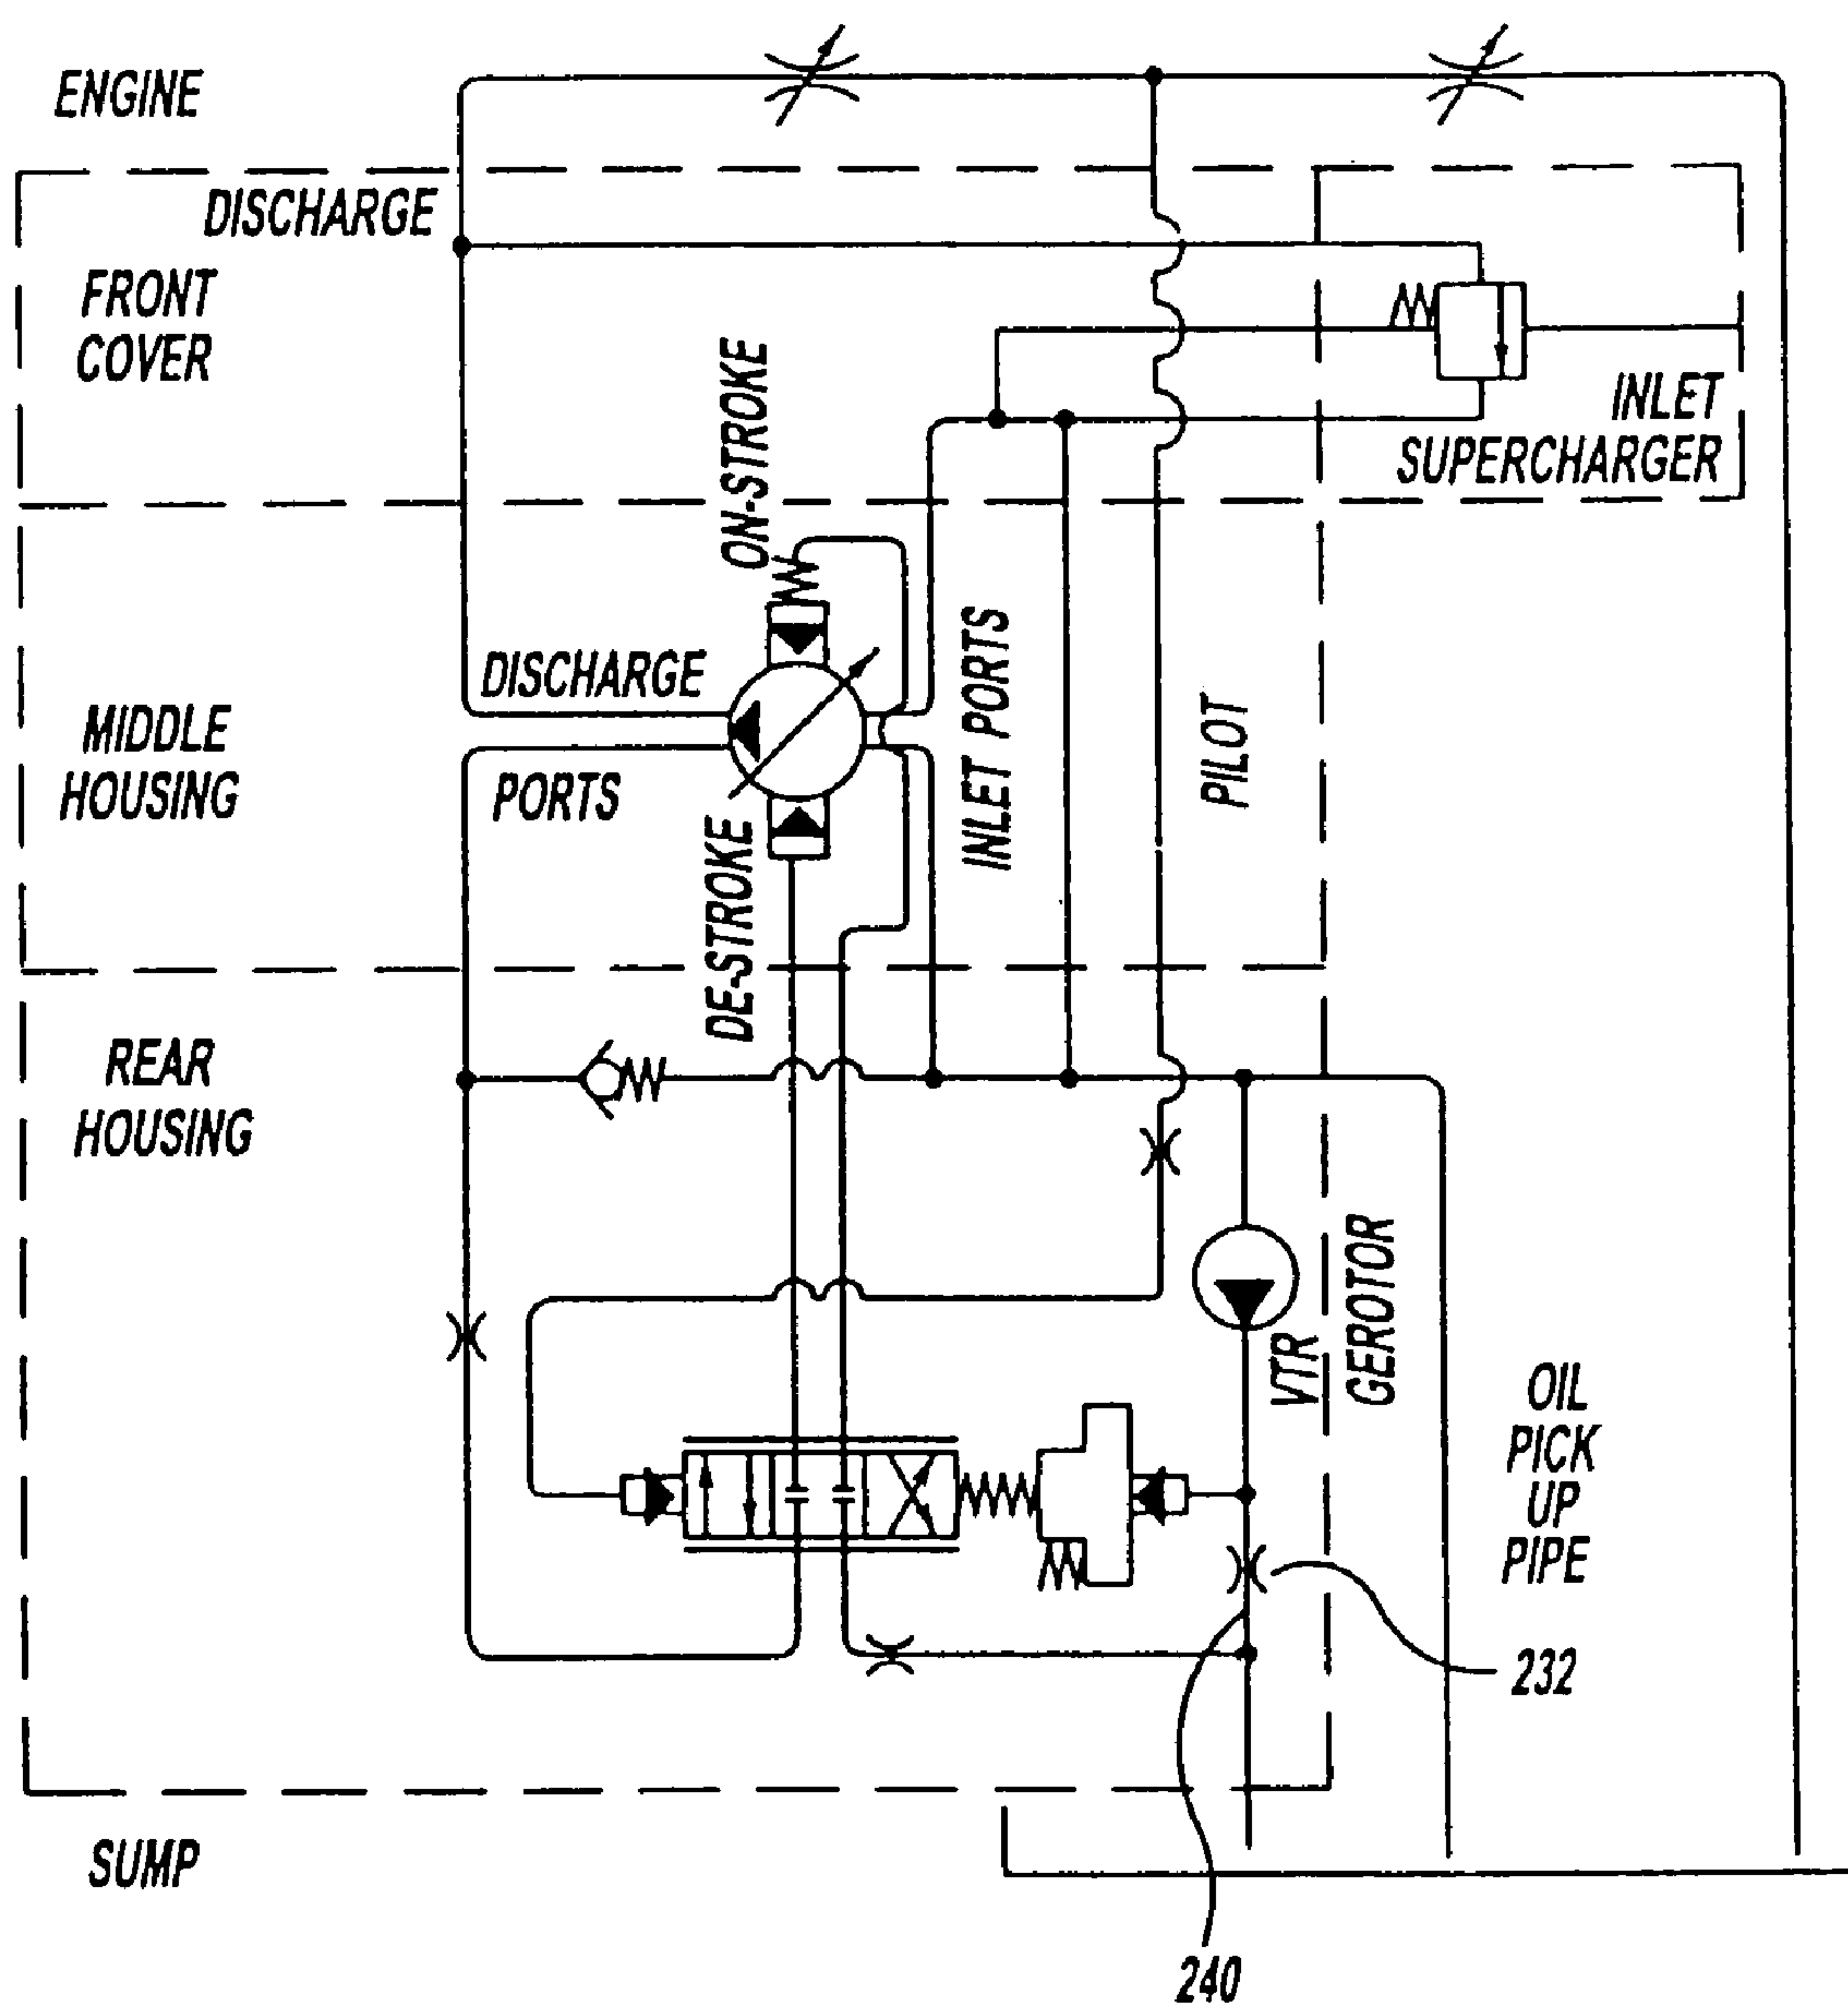 ENGINE
DISCHARGE
FRONT
COVER
ON-STROKE
INLET
SUPERCHARGER
DISCHARGE
PORTS
INLET PORTS
PILOT
MIDDLE
HOUSING
DE-STROKE
REAR
HOUSING
VTR
GEROTOR
OIL
PICK
UP
PIPE
232
SUMP
240